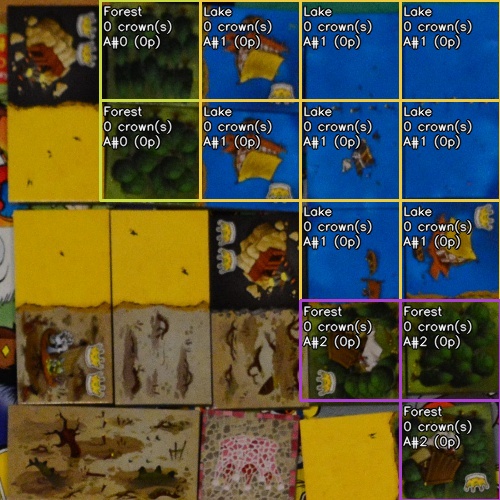 Forest
0 crown(s)
A#0 (0p)
Lake
0 crown(s)
A#1 (0p)
Lake
0 crown(s)
A#1 (0p)
Lake
0 crown(s)
A#1 (0p)
Forest
0 crown(s)
A#0 (0p)
Lake
0 crown(s)
A#1 (0p)
Lake
0 crown(s)
A#1 (0p)
Lake
0 crown(s)
A#1 (0p)
Lake
0 crown(s)
A#1 (0p)
Lake
0 crown(s)
A#1 (0p)
Forest
0 crown(s)
A#2 (0p)
Forest
0 crown(s)
A#2 (0p)
Forest
0 crown(s)
A#2 (0p)